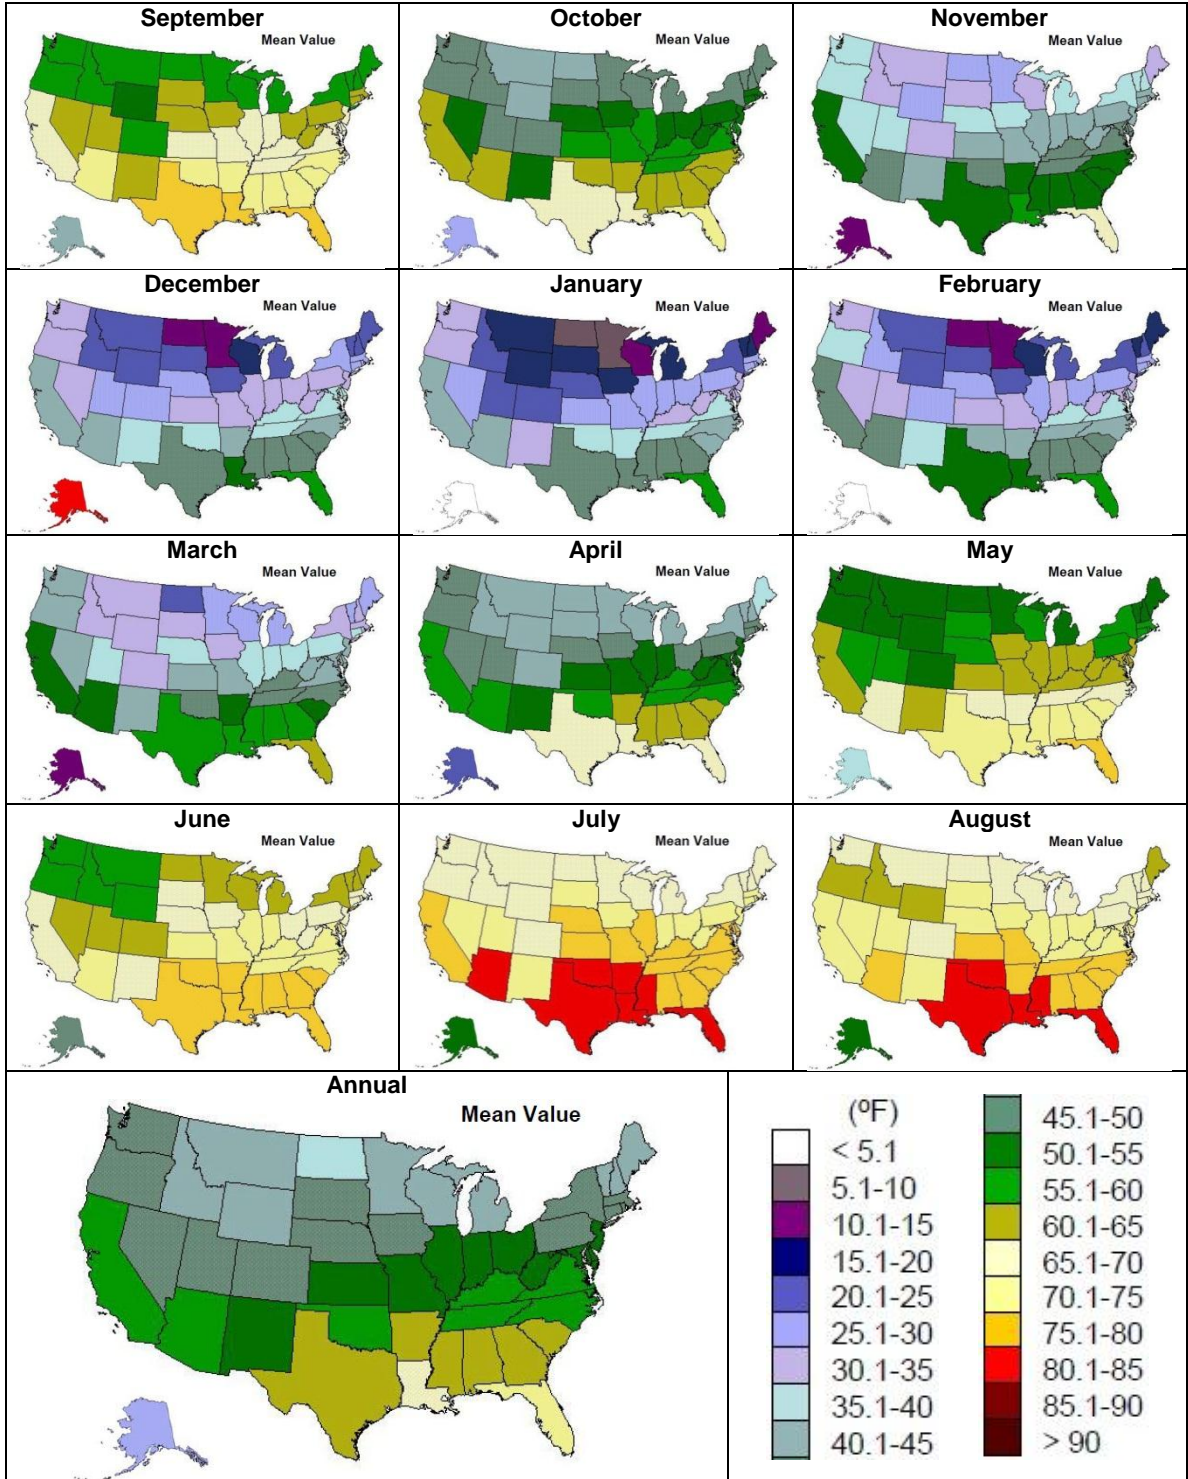 September
Mean Value
October
Mean Value
November
Mean Value
December
Mean Value
January
Mean Value
February
Mean Value
March
Mean Value
April
Mean Value
May
Mean Value
June
Mean Value
July
Mean Value
August
Mean Value
Annual
Mean Value
(ºF)
< 5.1
5.1-10
10.1-15
15.1-20
20.1-25
25.1-30
30.1-35
35.1-40
40.1-45
45.1-50
50.1-55
55.1-60
60.1-65
65.1-70
70.1-75
75.1-80
80.1-85
85.1-90
> 90